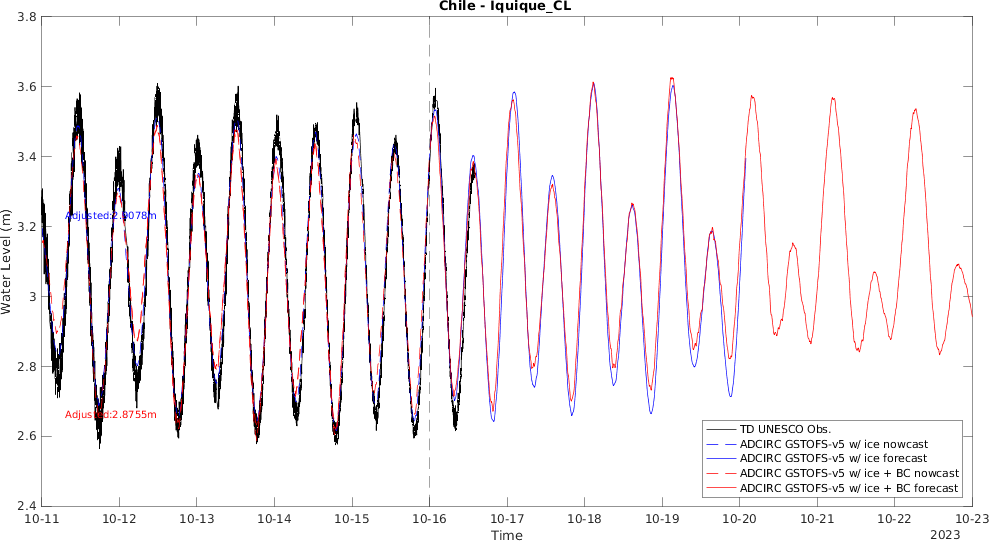 Chile - Iquique_CL
3.8
3.6
3.4
3.2
3
2.8
2.6
2.4
Water Level (m)
Adjusted:2.9078m
Adjusted:2.8755m
TD UNESCO Obs.
ADCIRC GSTOFS-v5 w/ ice nowcast
ADCIRC GSTOFS-v5 w/ ice forecast
ADCIRC GSTOFS-v5 w/ ice + BC nowcast
ADCIRC GSTOFS-v5 w/ ice + BC forecast
10-11 10-12 10-13 10-14 10-15 10-16 10-17 10-18 10-19 10-20 10-21 10-22 10-23
Time
2023